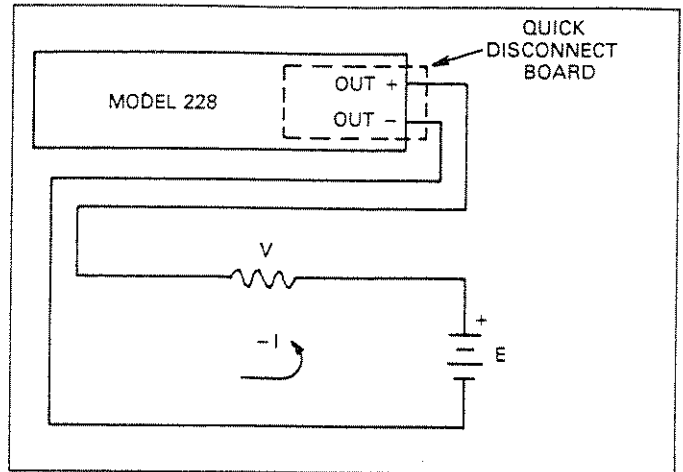 QUICK
DISCONNECT
BOARD
MODEL 228
OUT +
OUT -
V
-I
+
E